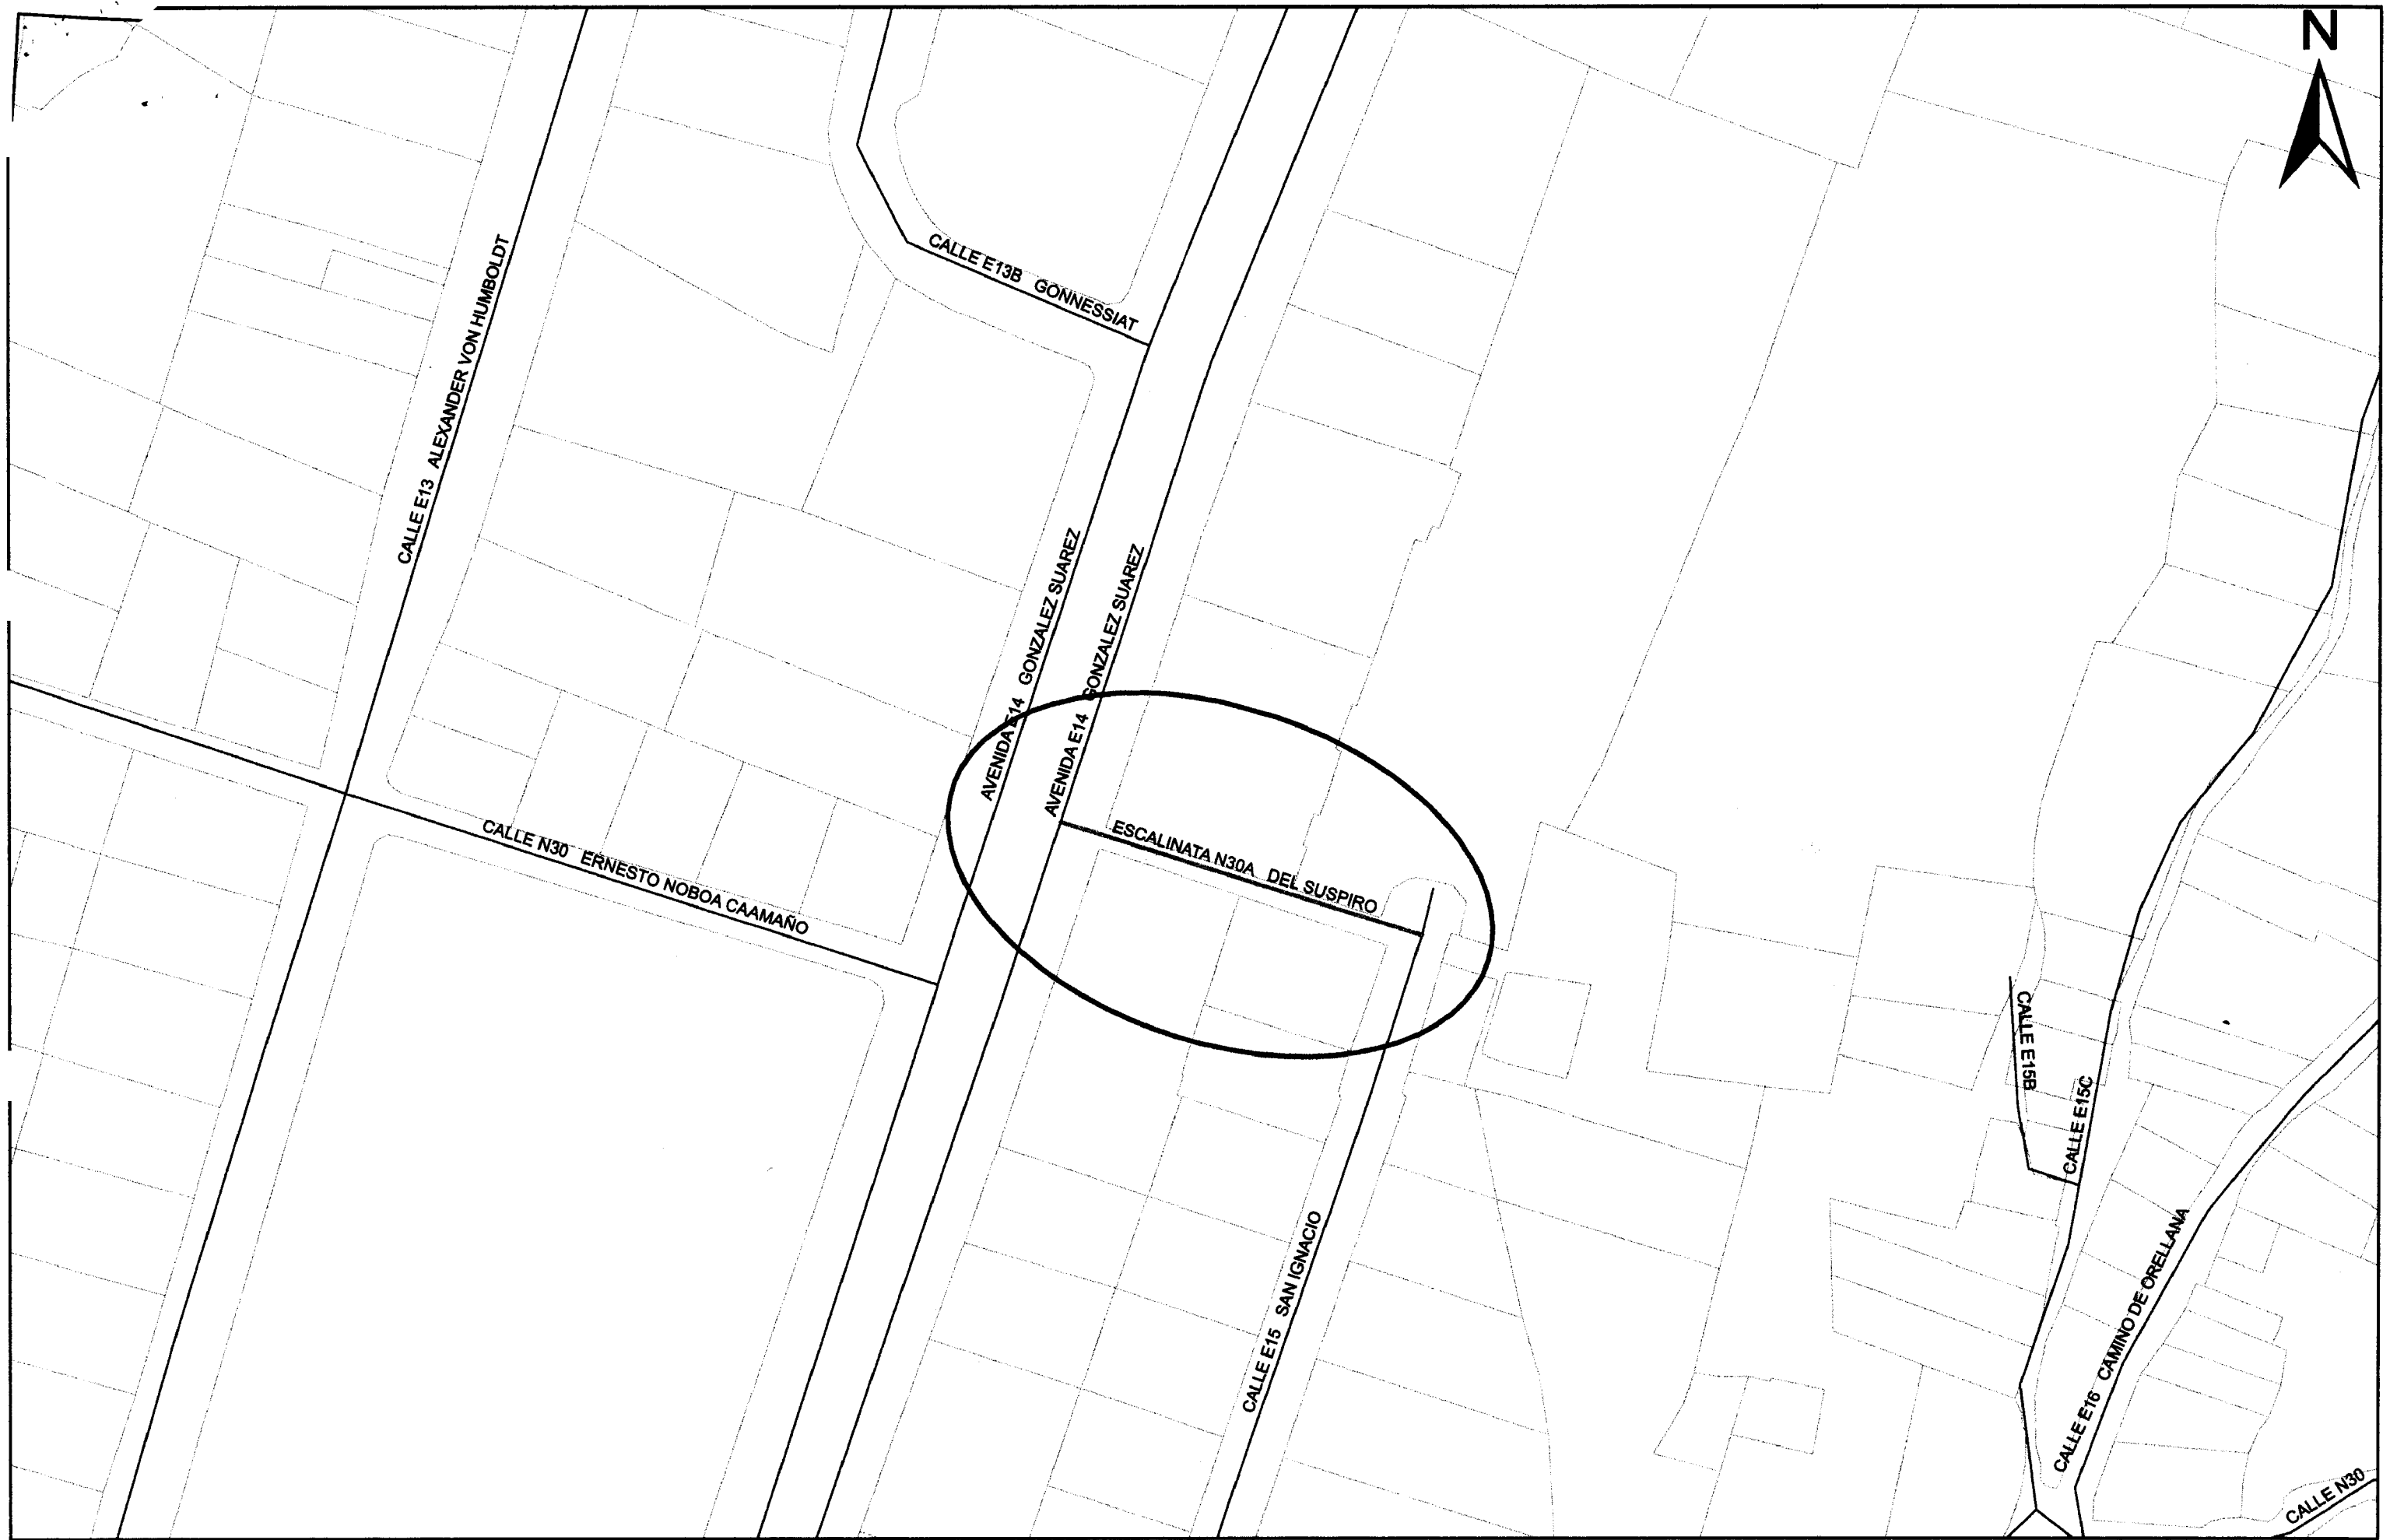 N
CALLE E13B GONNESSIAT
CALLE E13 ALEXANDER VON HUMBOLDT
AVENIDA E14 GONZALEZ SUAREZ
AVENIDA E14 GONZALEZ SUAREZ
ESCALINATA N30A DEL SUSPIRO
CALLE N30 ERNESTO NOBOA CAAMAÑO
CALLE E15B
CALLE E15C
CALLE E15 SAN IGNACIO
CALLE E16 CAMINO DE ORELLANA
CALLE N30